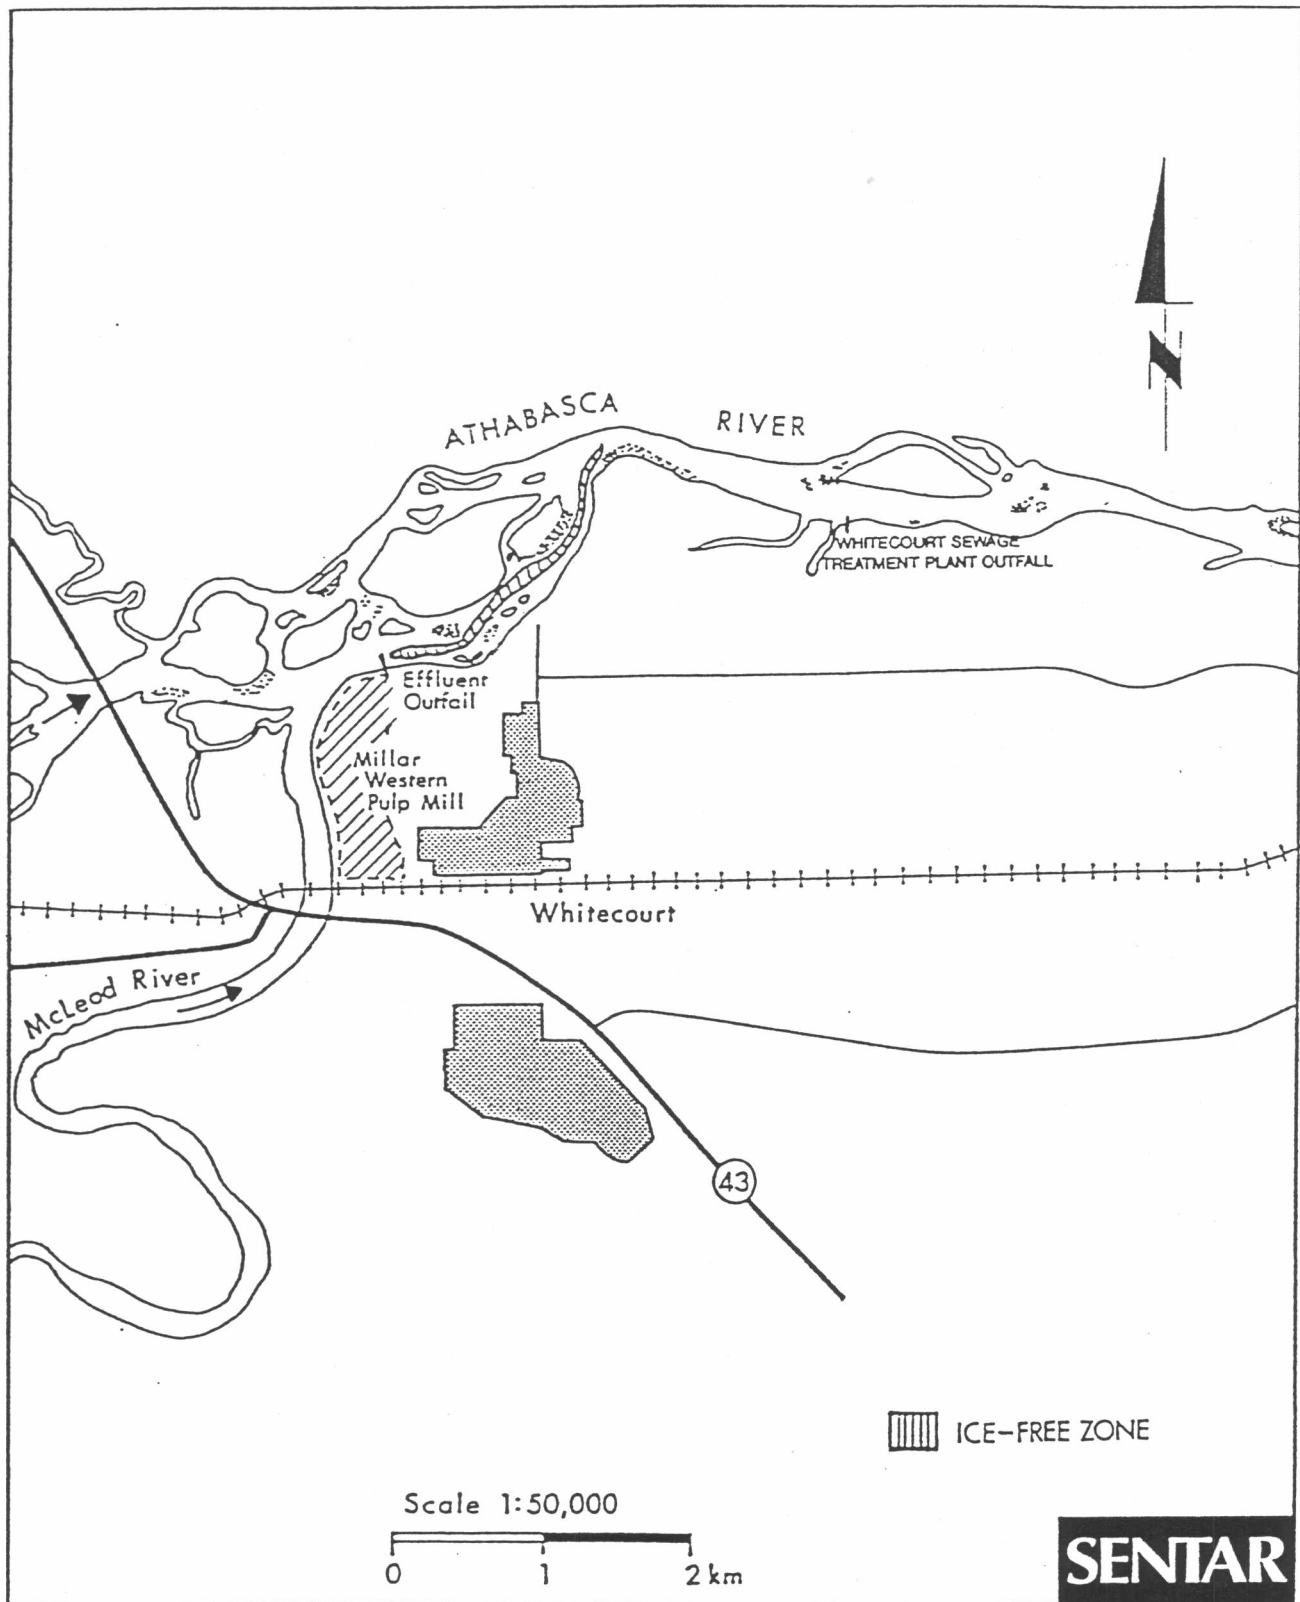 N
ATHABASCA RIVER
WHITECOURT SEWAGE
TREATMENT PLANT OUTFALL
Effluent
Outfall
Millar
Western
Pulp Mill
Whitecourt
McLeod River
43
ICE-FREE ZONE
Scale 1:50,000
0 1 2 km
SENTAR